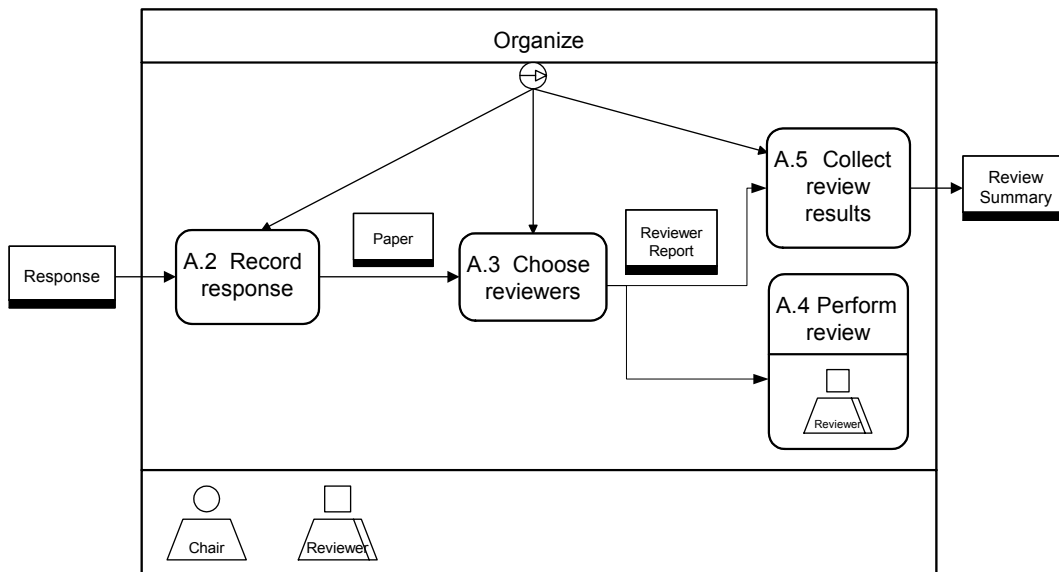 Organize
A.5 Collect
review
results
Review
Summary
Paper
Reviewer
Report
Response
A.2 Record
response
A.3 Choose
reviewers
A.4 Perform
review
Reviewer
Chair
Reviewer